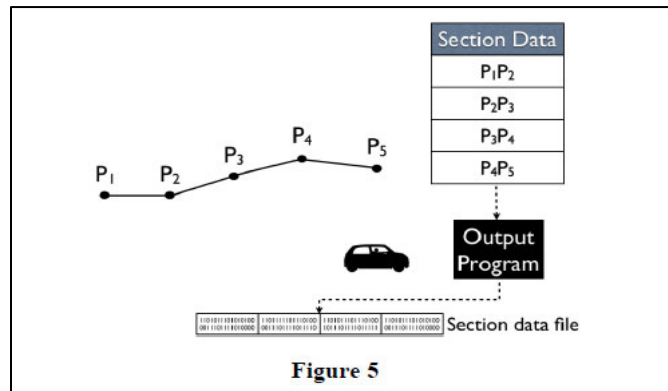 Section Data
P₁P₂
P₂P₃
P₃P₄
P₄P₅
P₁
P₂
P₃
P₄
P₅
Output
Program
Section data file
Figure 5